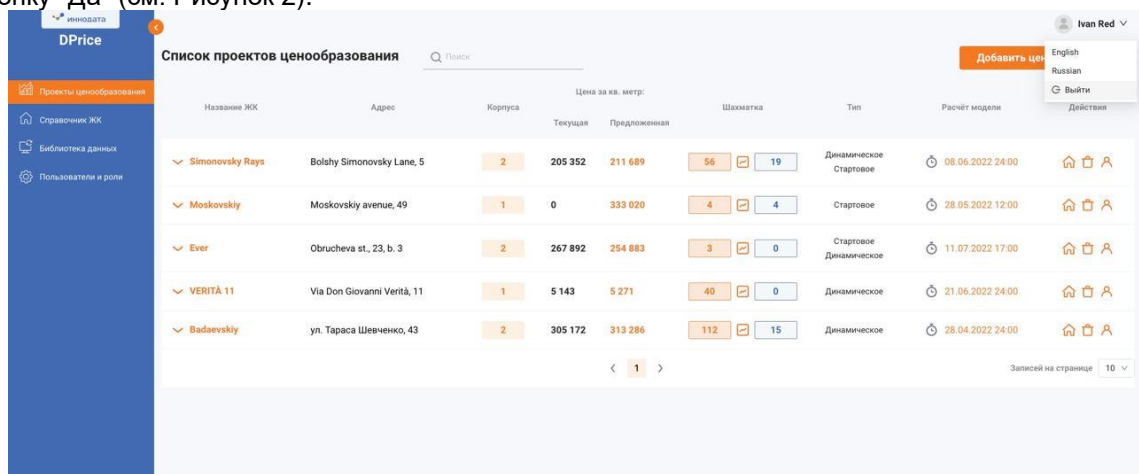 нопку "Да" (см. Рисунок 2).
иннодата
DPrice
Ivan Red
Список проектов ценообразования
Поиск
Добавить цен
English
Russian
Выйти
Проекты ценообразования
Справочник ЖК
Библиотека данных
Пользователи и роли
Название ЖК Адрес Корпуса Цена за кв. метр: Шахматка Тип Расчёт модели Действия
Текущая Предложенная
Simonovsky Rays Bolshy Simonovsky Lane, 5 2 205 352 211 689 56 19 Динамическое Стартовое 08.06.2022 24:00
Moskovskiy Moskovskiy avenue, 49 1 0 333 020 4 4 Стартовое 28.05.2022 12:00
Ever Obrucheva st., 23, b. 3 2 267 892 254 883 3 0 Стартовое Динамическое 11.07.2022 17:00
VERITÀ 11 Via Don Giovanni Verità, 11 1 5 143 5 271 40 0 Динамическое 21.06.2022 24:00
Badaevskiy ул. Тараса Шевченко, 43 2 305 172 313 286 112 15 Динамическое 28.04.2022 24:00
1
Записей на странице 10